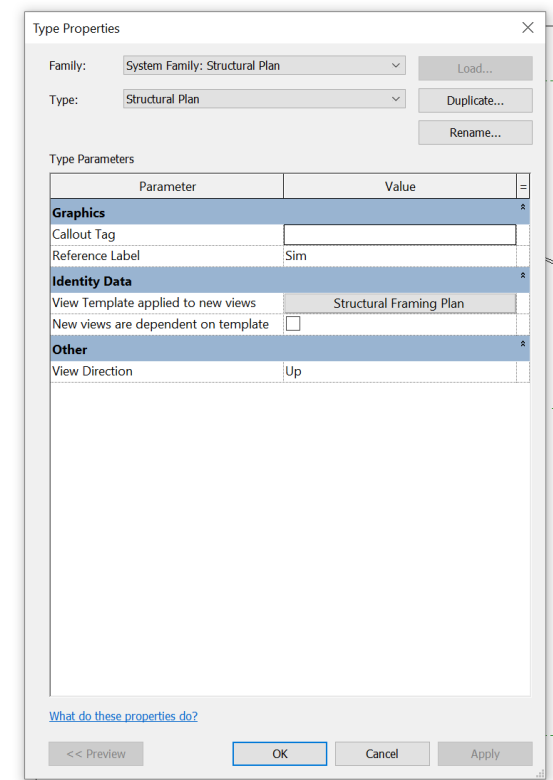 Type Properties
Family: System Family: Structural Plan Load...
Type: Structural Plan Duplicate...
Rename...
Type Parameters
Parameter Value =
Graphics
Callout Tag
Reference Label Sim
Identity Data
View Template applied to new views Structural Framing Plan
New views are dependent on template
Other
View Direction Up
What do these properties do?
<< Preview OK Cancel Apply